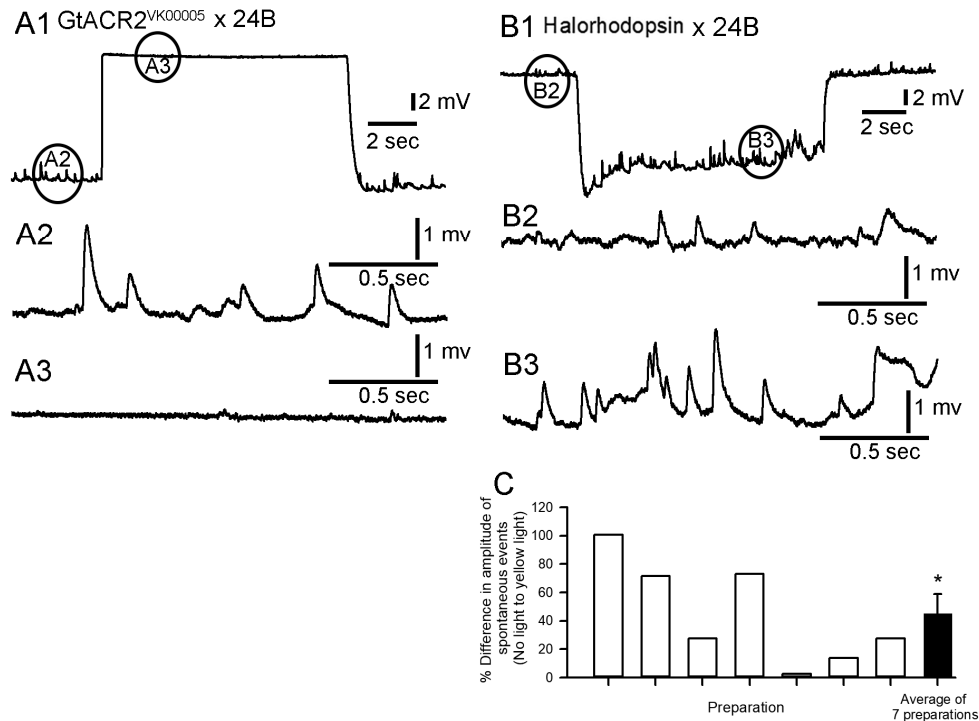 A1 GtACR2VK00005 x 24B
A3
A2
2 mV
2 sec
A2
1 mv
0.5 sec
A3
1 mv
0.5 sec
B1 Halorhodopsin x 24B
B2
B3
2 mV
2 sec
B2
1 mv
0.5 sec
B3
1 mv
0.5 sec
C
% Difference in amplitude of
spontaneous events
(No light to yellow light)
120
100
80
60
40
20
0
*
Preparation
Average of
7 preparations